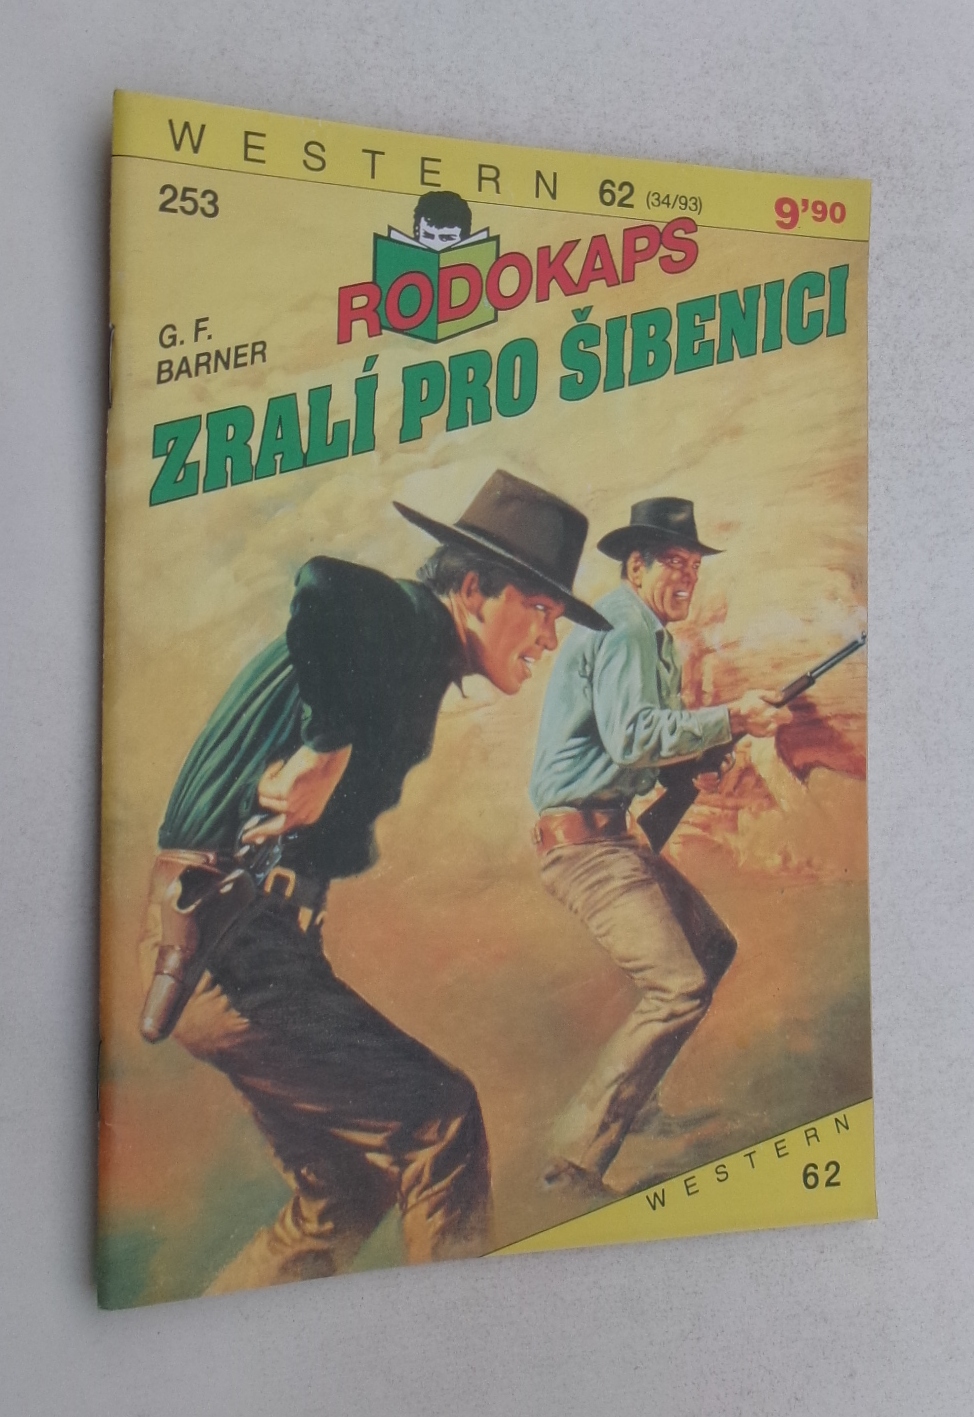 WESTERN 62 (34/93)
253
9'90
RODOKAPS
G. F.
BARNER
ZRALÍ PRO ŠIBENICI
WESTERN
62